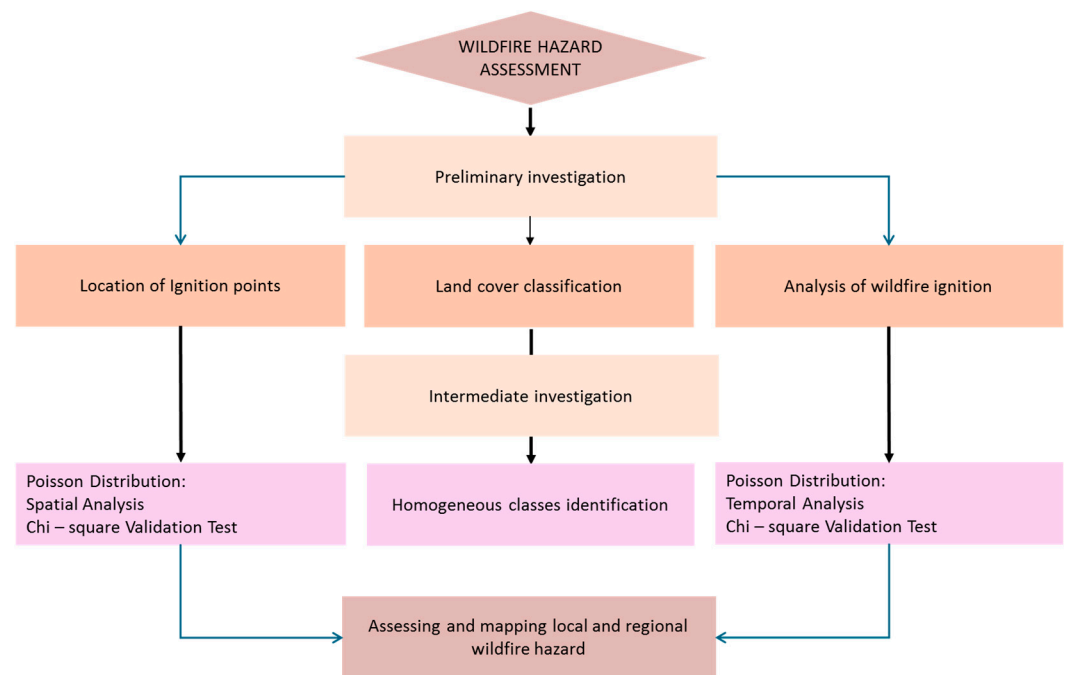 WILDFIRE HAZARD
ASSESSMENT
Preliminary investigation
Location of Ignition points
Land cover classification
Analysis of wildfire ignition
Intermediate investigation
Poisson Distribution:
Spatial Analysis
Chi – square Validation Test
Homogeneous classes identification
Poisson Distribution:
Temporal Analysis
Chi – square Validation Test
Assessing and mapping local and regional
wildfire hazard